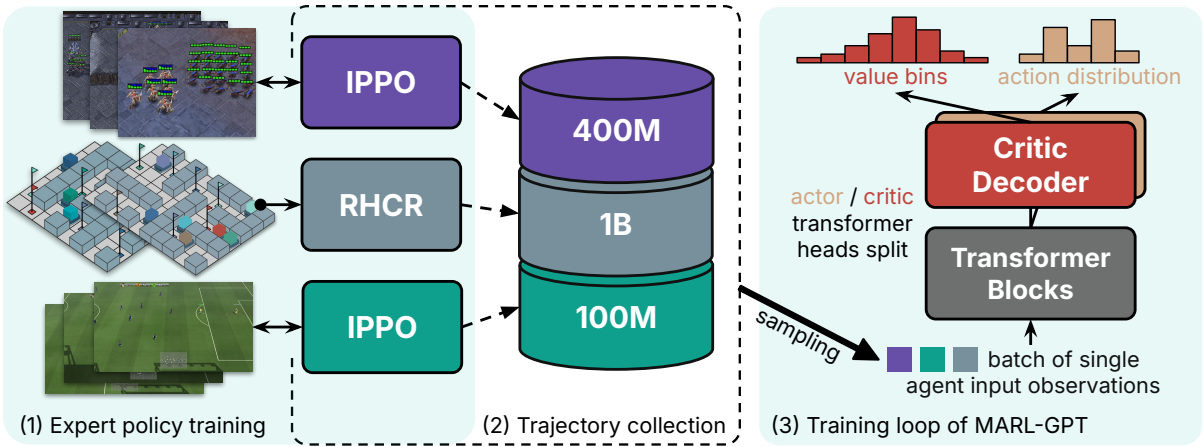 IPPO
RHCR
IPPO
(1) Expert policy training
400M
1B
100M
(2) Trajectory collection
sampling
value bins
action distribution
Critic
Decoder
actor / critic
transformer
heads split
Transformer
Blocks
batch of single
agent input observations
(3) Training loop of MARL-GPT